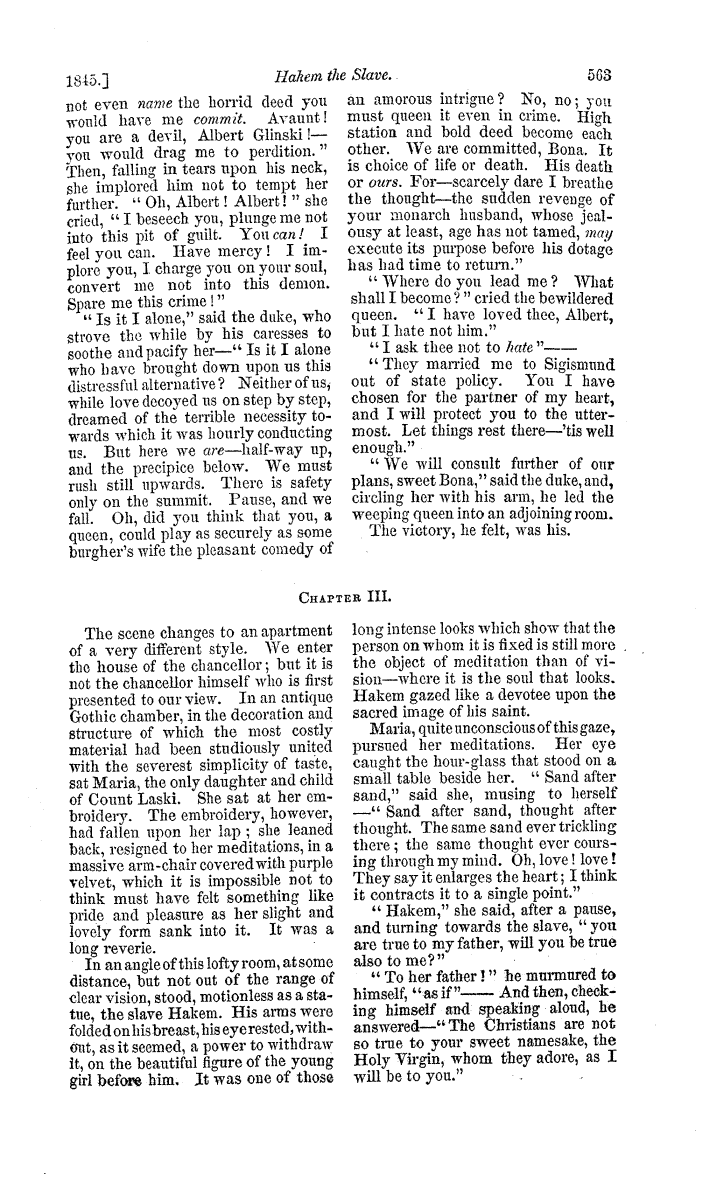 1845.]
Hakem the Slave.
563
not even name the horrid deed you
would have me commit. Avaunt!
you are a devil, Albert Glinski!—
you would drag me to perdition."
Then, falling in tears upon his neck,
she implored him not to tempt her
further. "Oh, Albert! Albert!" she
cried, "I beseech you, plunge me not
into this pit of guilt. You can! I
feel you can. Have mercy! I im-
plore you, I charge you on your soul,
convert me not into this demon.
Spare me this crime!"
"Is it I alone," said the duke, who
strove the while by his caresses to
soothe and pacify her—"Is it I alone
who have brought down upon us this
distressful alternative? Neither of us,
while love decoyed us on step by step,
dreamed of the terrible necessity to-
wards which it was hourly conducting
us. But here we are—half-way up,
and the precipice below. We must
rush still upwards. There is safety
only on the summit. Pause, and we
fall. Oh, did you think that you, a
queen, could play as securely as some
burgher's wife the pleasant comedy of
an amorous intrigue? No, no; you
must queen it even in crime. High
station and bold deed become each
other. We are committed, Bona. It
is choice of life or death. His death
or ours. For—scarcely dare I breathe
the thought—the sudden revenge of
your monarch husband, whose jeal-
ousy at least, age has not tamed, may
execute its purpose before his dotage
has had time to return."
"Where do you lead me? What
shall I become?" cried the bewildered
queen. "I have loved thee, Albert,
but I hate not him."
"I ask thee not to hate"——
"They married me to Sigismund
out of state policy. You I have
chosen for the partner of my heart,
and I will protect you to the utter-
most. Let things rest there—'tis well
enough."
"We will consult further of our
plans, sweet Bona," said the duke, and,
circling her with his arm, he led the
weeping queen into an adjoining room.
The victory, he felt, was his.
CHAPTER III.
The scene changes to an apartment
of a very different style. We enter
the house of the chancellor; but it is
not the chancellor himself who is first
presented to our view. In an antique
Gothic chamber, in the decoration and
structure of which the most costly
material had been studiously united
with the severest simplicity of taste,
sat Maria, the only daughter and child
of Count Laski. She sat at her em-
broidery. The embroidery, however,
had fallen upon her lap; she leaned
back, resigned to her meditations, in a
massive arm-chair covered with purple
velvet, which it is impossible not to
think must have felt something like
pride and pleasure as her slight and
lovely form sank into it. It was a
long reverie.
In an angle of this lofty room, at some
distance, but not out of the range of
clear vision, stood, motionless as a sta-
tue, the slave Hakem. His arms were
folded on his breast, his eye rested, with-
out, as it seemed, a power to withdraw
it, on the beautiful figure of the young
girl before him. It was one of those
long intense looks which show that the
person on whom it is fixed is still more
the object of meditation than of vi-
sion—where it is the soul that looks.
Hakem gazed like a devotee upon the
sacred image of his saint.
Maria, quite unconscious of this gaze,
pursued her meditations. Her eye
caught the hour-glass that stood on a
small table beside her. "Sand after
sand," said she, musing to herself
—"Sand after sand, thought after
thought. The same sand ever trickling
there; the same thought ever cours-
ing through my mind. Oh, love! love!
They say it enlarges the heart; I think
it contracts it to a single point."
"Hakem," she said, after a pause,
and turning towards the slave, "you
are true to my father, will you be true
also to me?"
"To her father!" he murmured to
himself, "as if"—— And then, check-
ing himself and speaking aloud, he
answered—"The Christians are not
so true to your sweet namesake, the
Holy Virgin, whom they adore, as I
will be to you."